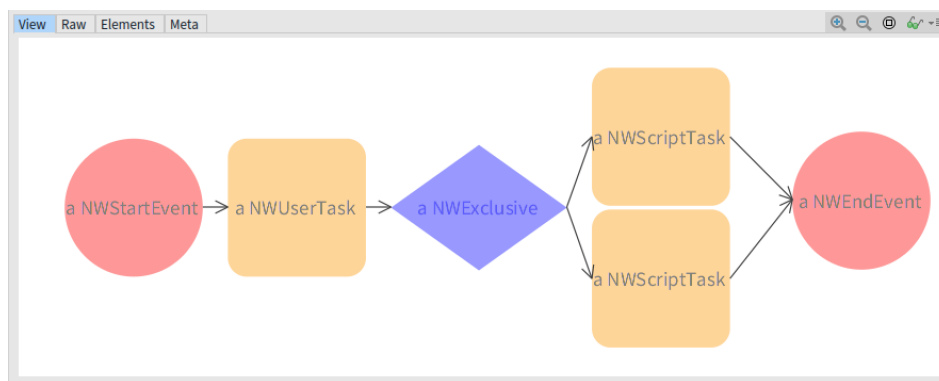 View Raw Elements Meta
a NWStartEvent
a NWUserTask
a NWExclusive
a NWScriptTask
a NWScriptTask
a NWEndEvent